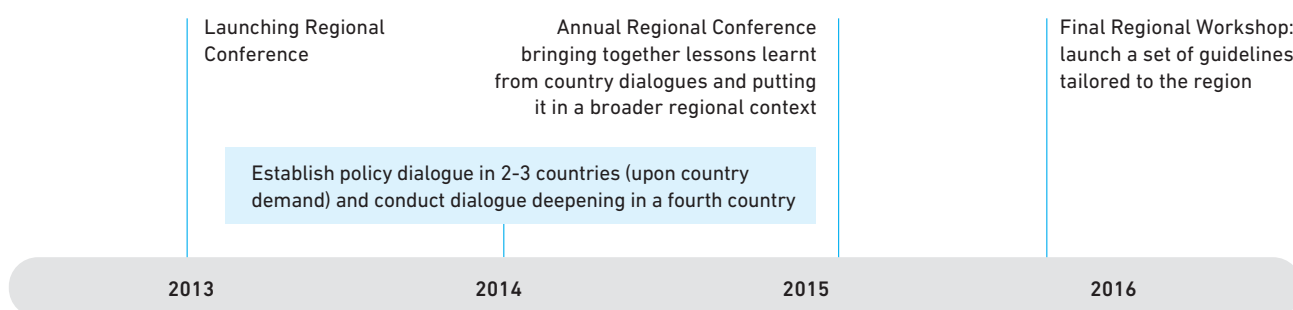 Launching Regional
Conference
Annual Regional Conference
bringing together lessons learnt
from country dialogues and putting
it in a broader regional context
Final Regional Workshop:
launch a set of guidelines
tailored to the region
Establish policy dialogue in 2-3 countries (upon country
demand) and conduct dialogue deepening in a fourth country
2013
2014
2015
2016